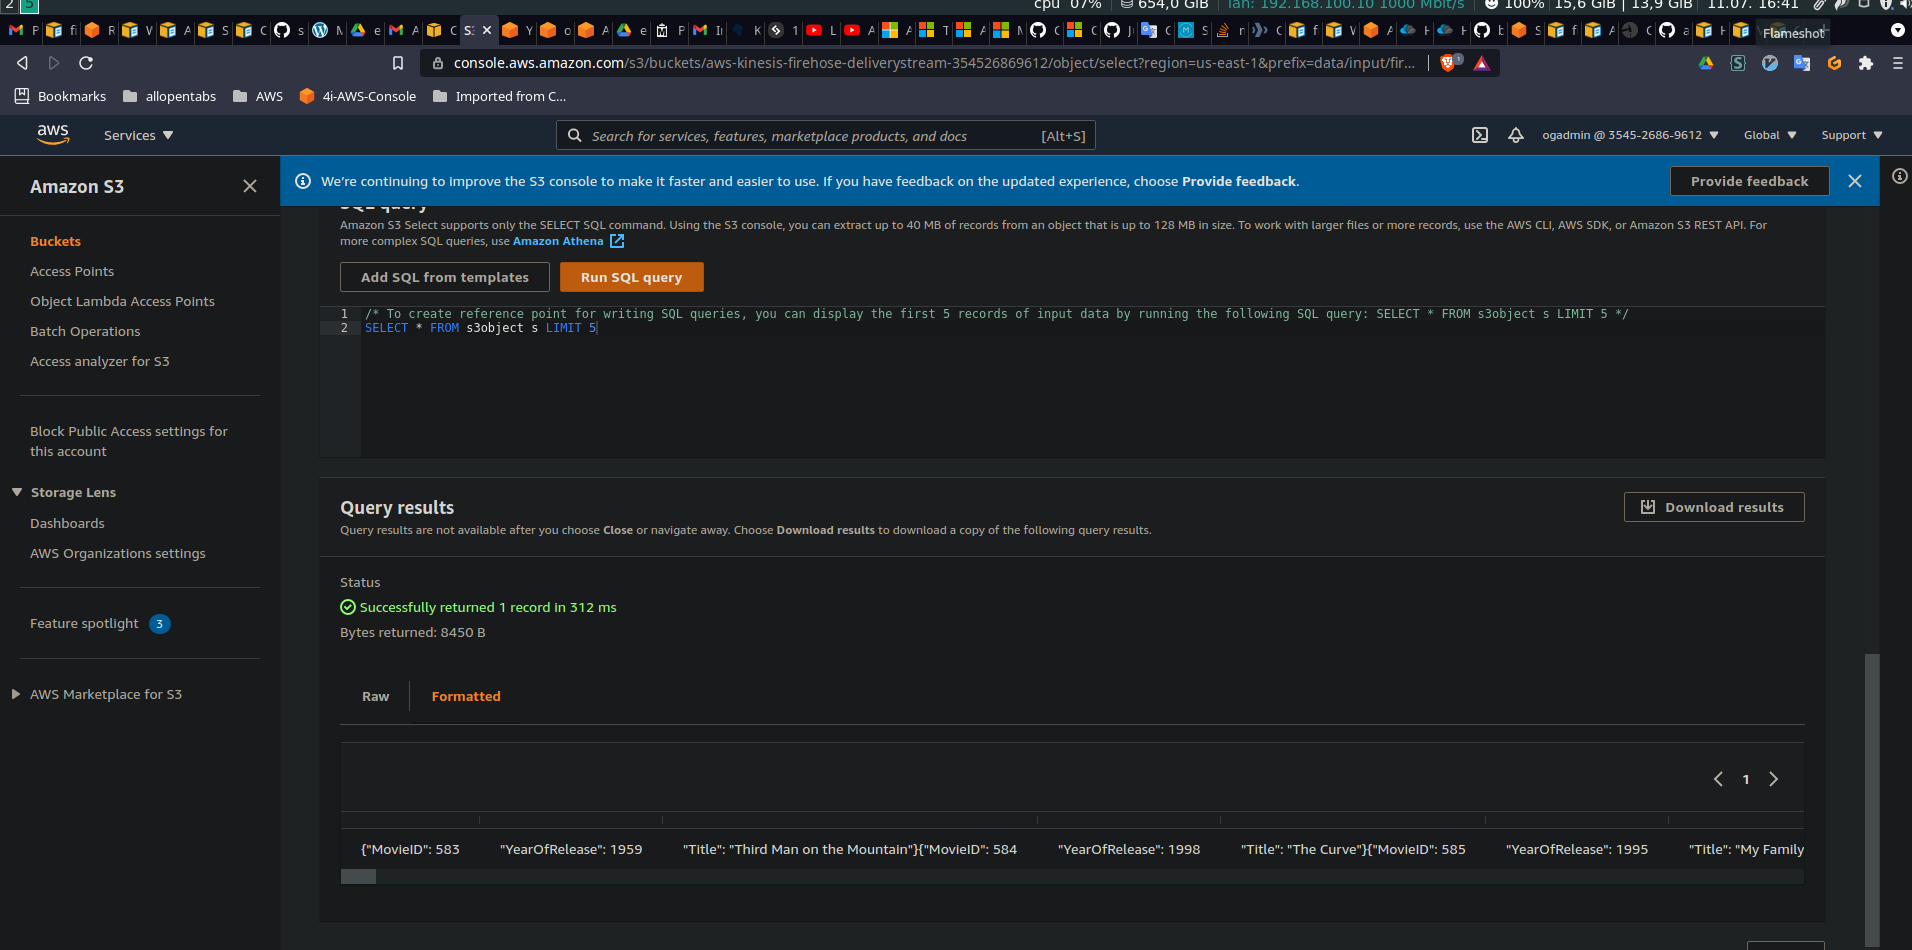 2 5
cpu 07% 654,0 GiB lan: 192.168.100.10 1000 Mbit/s 100% 15,6 GiB | 13,9 GiB 11.07. 16:41
Flameshot
console.aws.amazon.com/s3/buckets/aws-kinesis-firehose-deliverystream-354526869612/object/select?region=us-east-1&prefix=data/input/fir...
Bookmarks allopentabs AWS 4i-AWS-Console Imported from C...
aws Services Search for services, features, marketplace products, and docs [Alt+S] ogadmin @ 3545-2686-9612 Global Support
Amazon S3
We're continuing to improve the S3 console to make it faster and easier to use. If you have feedback on the updated experience, choose Provide feedback.
Provide feedback
Buckets
Access Points
Object Lambda Access Points
Batch Operations
Access analyzer for S3
Block Public Access settings for
this account
Storage Lens
Dashboards
AWS Organizations settings
Feature spotlight 3
AWS Marketplace for S3
SQL query
Amazon S3 Select supports only the SELECT SQL command. Using the S3 console, you can extract up to 40 MB of records from an object that is up to 128 MB in size. To work with larger files or more records, use the AWS CLI, AWS SDK, or Amazon S3 REST API. For
more complex SQL queries, use Amazon Athena
Add SQL from templates Run SQL query
1 /* To create reference point for writing SQL queries, you can display the first 5 records of input data by running the following SQL query: SELECT * FROM s3object s LIMIT 5 */
2 SELECT * FROM s3object s LIMIT 5
Query results
Query results are not available after you choose Close or navigate away. Choose Download results to download a copy of the following query results.
Download results
Status
Successfully returned 1 record in 312 ms
Bytes returned: 8450 B
Raw Formatted
1
{"MovieID": 583 "YearOfRelease": 1959 "Title": "Third Man on the Mountain"}{"MovieID": 584 "YearOfRelease": 1998 "Title": "The Curve"}{"MovieID": 585 "YearOfRelease": 1995 "Title": "My Family